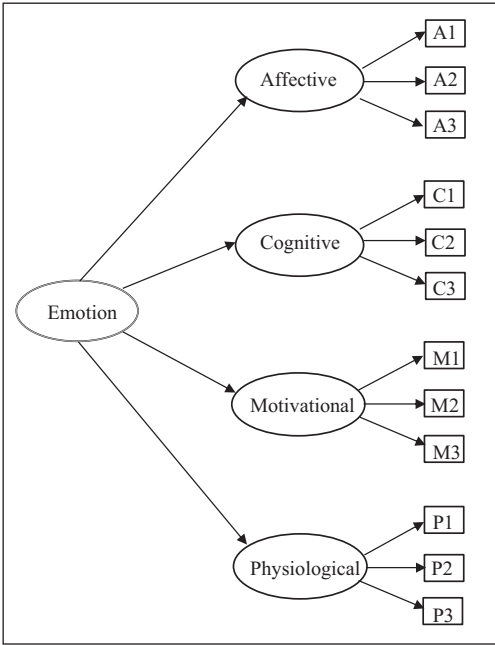 Emotion
Affective
A1
A2
A3
Cognitive
C1
C2
C3
Motivational
M1
M2
M3
Physiological
P1
P2
P3